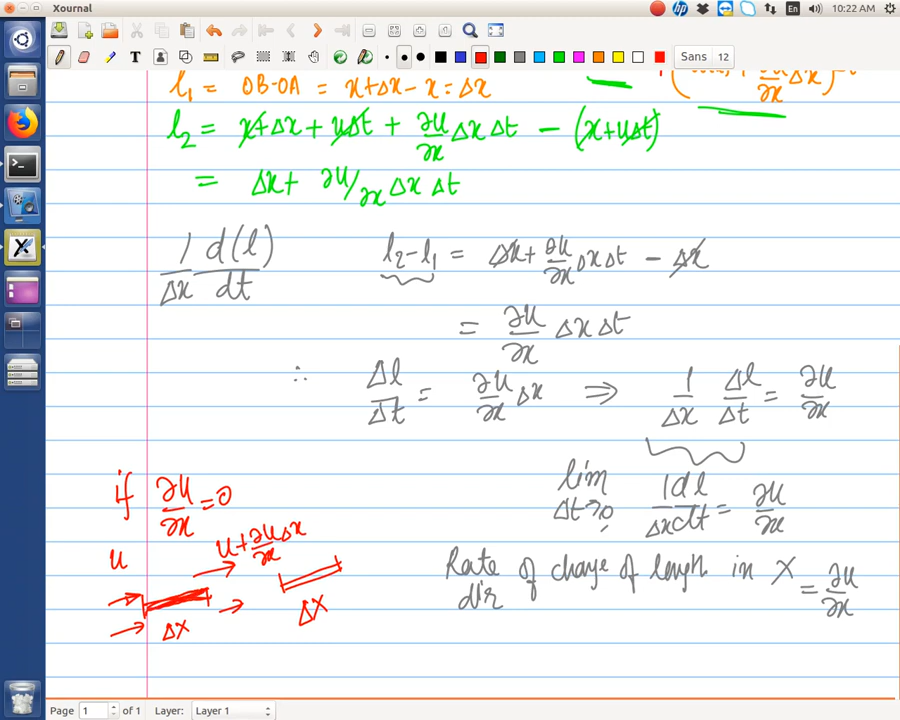 Xournal
En
10:22 AM
Sans 12
l₁ = OB-OA = x+Δx-x = Δx
∂u/∂x Δx
l₂ = x+Δx+uΔt + ∂u/∂x Δx Δt - (x+uΔt)
= Δx+ ∂u/∂x Δx Δt
1/Δx d(l)/dt
l₂-l₁ = Δx+ ∂u/∂x Δx Δt - Δx
= ∂u/∂x Δx Δt
∴ Δl/Δt = ∂u/∂x Δx ⇒ 1/Δx Δl/Δt = ∂u/∂x
lim Δt→0 1/Δx dl/dt = ∂u/∂x
if ∂u/∂x = 0
u
u+∂u/∂x Δx
Δx
Δx
Rate of change of length in X
dir = ∂u/∂x
Page 1 of 1 Layer: Layer 1